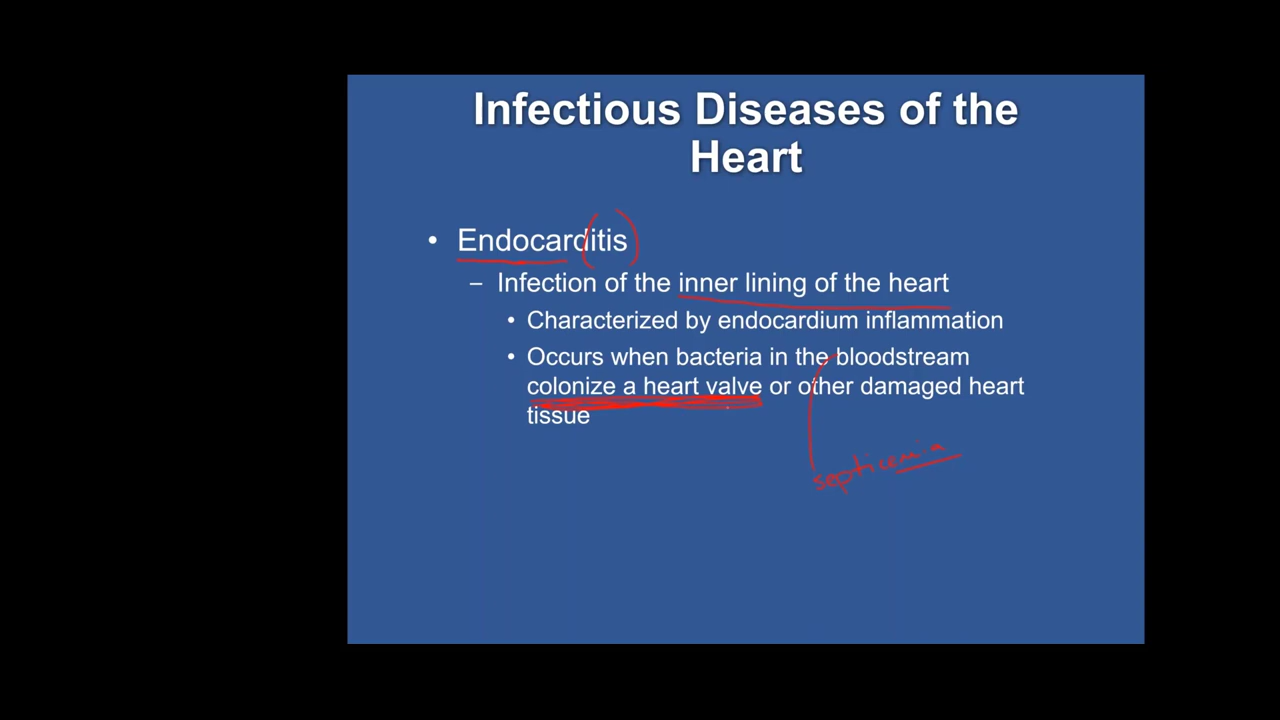 Infectious Diseases of the
Heart
• Endocarditis
– Infection of the inner lining of the heart
• Characterized by endocardium inflammation
• Occurs when bacteria in the bloodstream
colonize a heart valve or other damaged heart
tissue
septicemia